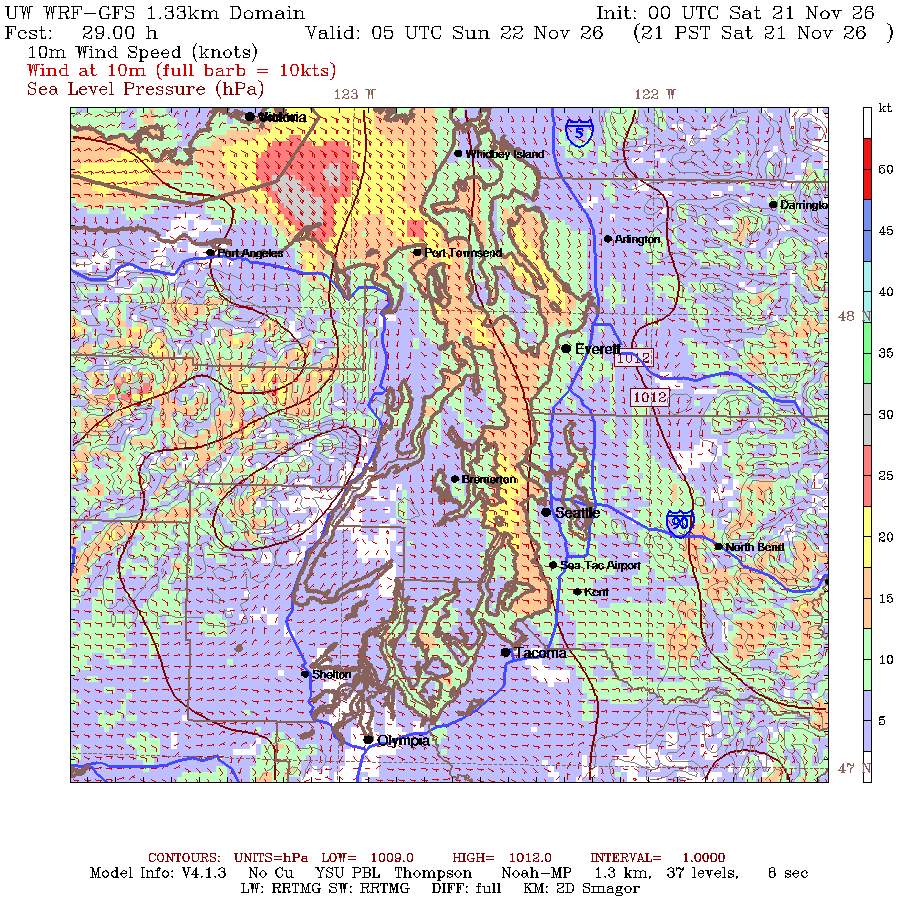 UW WRF-GFS 1.33km Domain Init: 00 UTC Sat 21 Nov 26
Fcst: 29.00 h Valid: 05 UTC Sun 22 Nov 26 (21 PST Sat 21 Nov 26 )
10m Wind Speed (knots)
Wind at 10m (full barb = 10kts)
Sea Level Pressure (hPa)
123 W 122 W
kt
Victoria
5
Whidbey Island
60
Darringto
45
Arlington
Port Angeles
Port Townsend
40
48 N
Everett
1012
35
1012
30
Bremerton
25
Seattle
90
20
North Bend
Sea Tac Airport
Kent
15
Tacoma
10
Shelton
5
Olympia
47 N
CONTOURS: UNITS=hPa LOW= 1009.0 HIGH= 1012.0 INTERVAL= 1.0000
Model Info: V4.1.3 No Cu YSU PBL Thompson Noah-MP 1.3 km, 37 levels, 8 sec
LW: RRTMG SW: RRTMG DIFF: full KM: 2D Smagor